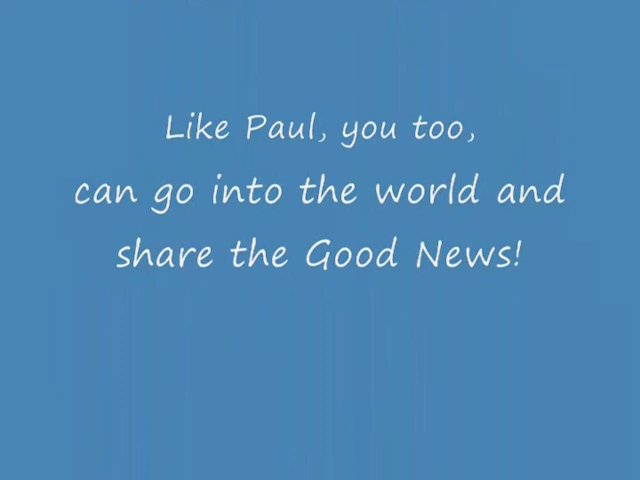 Like Paul, you too,
can go into the world and
share the Good News!